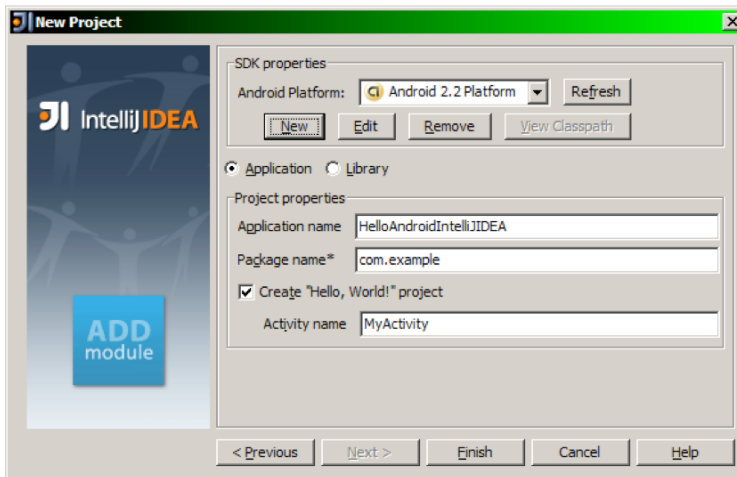 New Project
IntelliJIDEA
ADD
module
SDK properties
Android Platform: Android 2.2 Platform Refresh
New Edit Remove View Classpath
Application Library
Project properties
Application name HelloAndroidIntelliJIDEA
Package name* com.example
Create "Hello, World!" project
Activity name MyActivity
< Previous Next > Finish Cancel Help